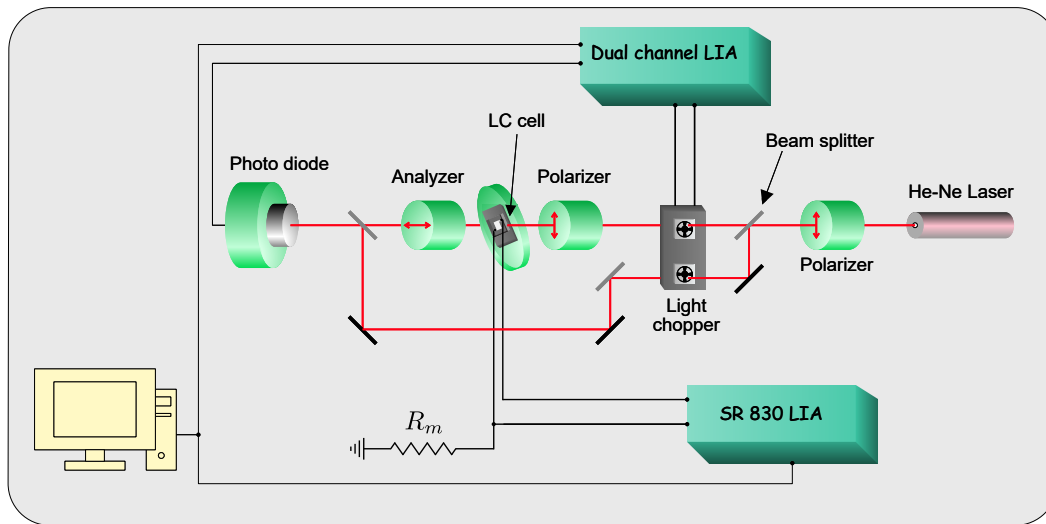 Dual channel LIA
LC cell
Beam splitter
Photo diode
Analyzer
Polarizer
He-Ne Laser
Polarizer
Light
chopper
R_m
SR 830 LIA